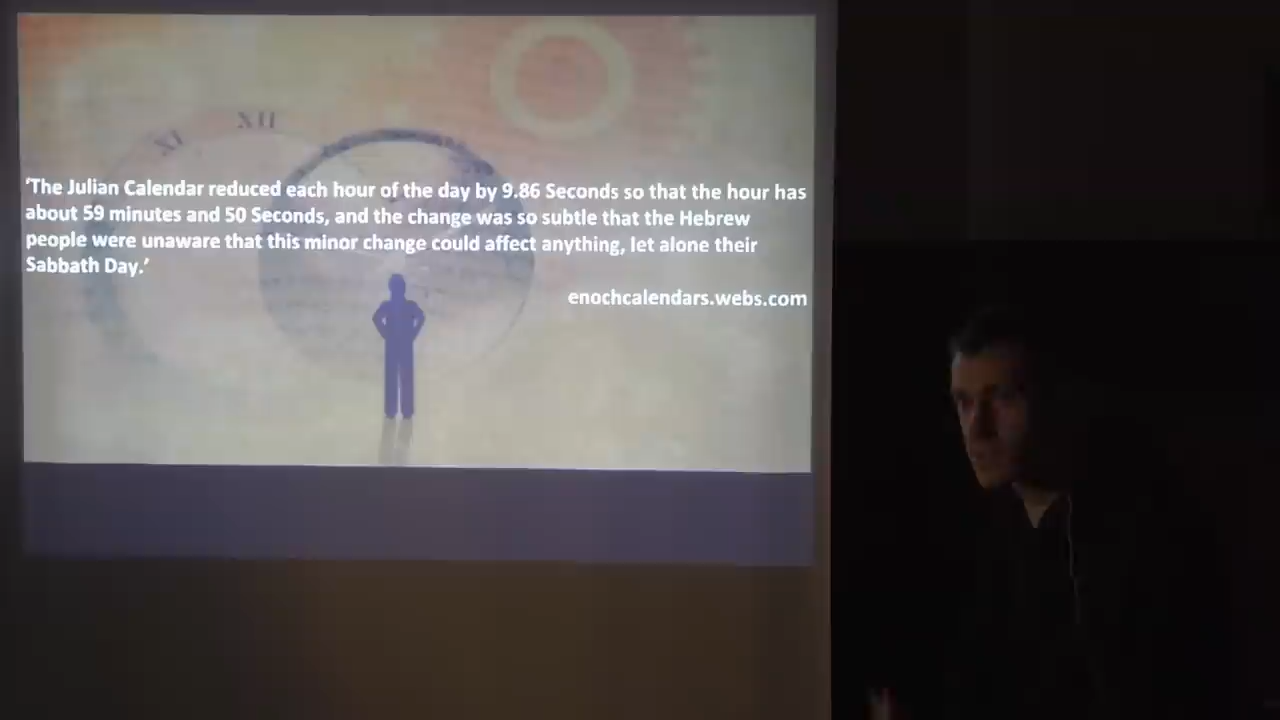 XI
XII
‘The Julian Calendar reduced each hour of the day by 9.86 Seconds so that the hour has
about 59 minutes and 50 Seconds, and the change was so subtle that the Hebrew
people were unaware that this minor change could affect anything, let alone their
Sabbath Day.’
enochcalendars.webs.com